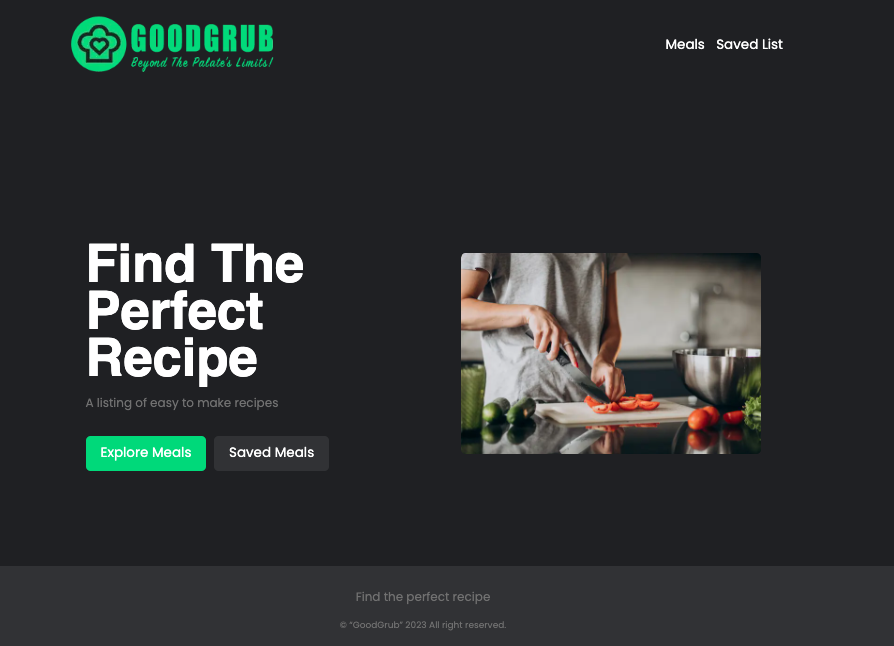 GOODGRUB
Beyond The Palate's Limits!
Meals Saved List
Find The
Perfect
Recipe
A listing of easy to make recipes
Explore Meals Saved Meals
Find the perfect recipe
© "GoodGrub" 2023 All right reserved.